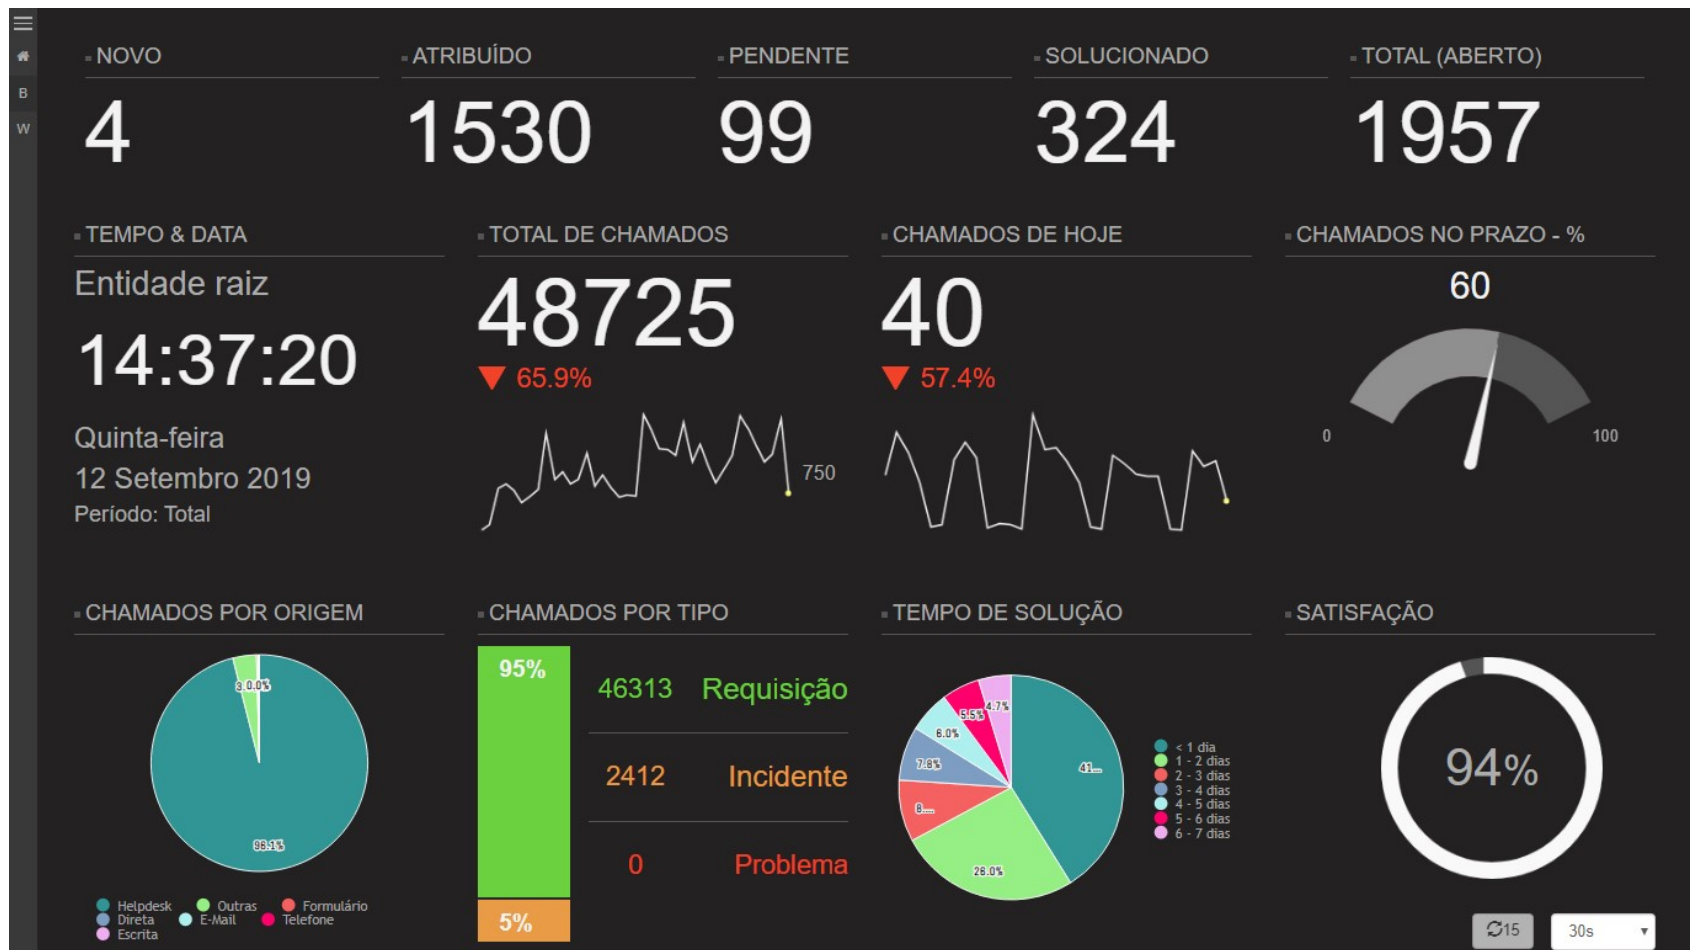 NOVO
ATRIBUÍDO
PENDENTE
SOLUCIONADO
TOTAL (ABERTO)
B
W
4
1530
99
324
1957
TEMPO & DATA
TOTAL DE CHAMADOS
CHAMADOS DE HOJE
CHAMADOS NO PRAZO - %
Entidade raiz
14:37:20
Quinta-feira
12 Setembro 2019
Período: Total
48725
65.9%
750
40
57.4%
60
0
100
CHAMADOS POR ORIGEM
CHAMADOS POR TIPO
TEMPO DE SOLUÇÃO
SATISFAÇÃO
0.0%
Helpdesk
Outras
Formulário
Direta
E-Mail
Telefone
Escrita
95%
5%
46313 Requisição
2412 Incidente
0 Problema
4.7%
5.5%
6.0%
7.8%
8...
41...
26.0%
< 1 dia
1 - 2 dias
2 - 3 dias
3 - 4 dias
4 - 5 dias
5 - 6 dias
6 - 7 dias
94%
15
30s